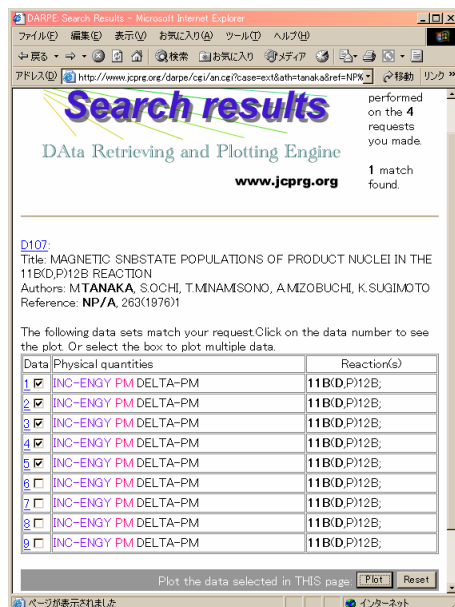 DARPE Search Results - Microsoft Internet Explorer
ファイル(F) 編集(E) 表示(V) お気に入り(A) ツール(T) ヘルプ(H)
戻る 検索 お気に入り メディア
アドレス(D) http://www.jcprg.org/darpe/cgi/an.cgi?case=ext&ath=tanaka&ref=NP% 移動 リンク »
Search results
DAta Retrieving and Plotting Engine
www.jcprg.org
performed
on the 4
requests
you made.
1 match
found.
D107:
Title: MAGNETIC SNBSTATE POPULATIONS OF PRODUCT NUCLEI IN THE
11B(D,P)12B REACTION
Authors: M.TANAKA, S.OCHI, T.MINAMISONO, A.MIZOBUCHI, K.SUGIMOTO
Reference: NP/A, 263(1976)1
The following data sets match your request.Click on the data number to see
the plot. Or select the box to plot multiple data.
Data Physical quantities Reaction(s)
1 INC-ENGY PM DELTA-PM 11B(D,P)12B;
2 INC-ENGY PM DELTA-PM 11B(D,P)12B;
3 INC-ENGY PM DELTA-PM 11B(D,P)12B;
4 INC-ENGY PM DELTA-PM 11B(D,P)12B;
5 INC-ENGY PM DELTA-PM 11B(D,P)12B;
6 INC-ENGY PM DELTA-PM 11B(D,P)12B;
7 INC-ENGY PM DELTA-PM 11B(D,P)12B;
8 INC-ENGY PM DELTA-PM 11B(D,P)12B;
9 INC-ENGY PM DELTA-PM 11B(D,P)12B;
Plot the data selected in THIS page: Plot Reset
ページが表示されました インターネット